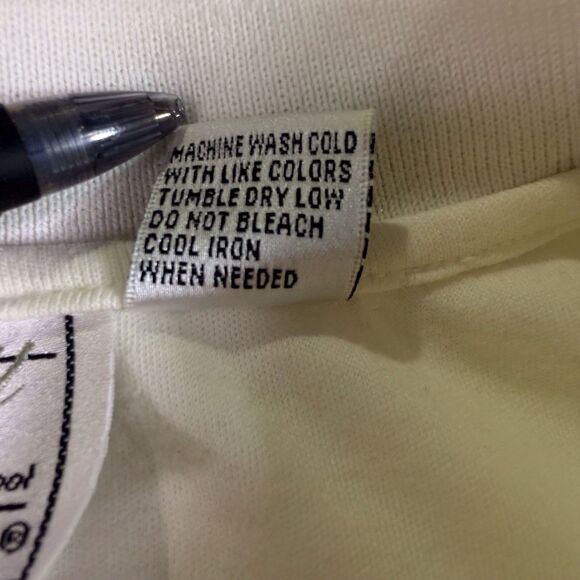 MACHINE WASH COLD
WITH LIKE COLORS
TUMBLE DRY LOW
DO NOT BLEACH
COOL IRON
WHEN NEEDED
®